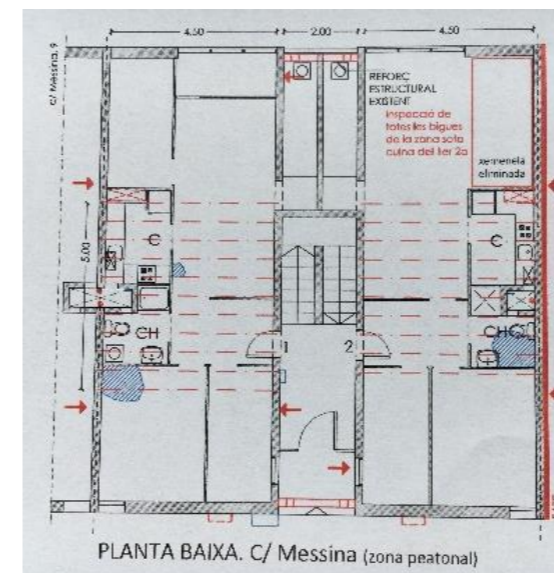 4.50
2.00
4.50
c/ Messina, 9
REFORÇ
ESTRUCTURAL
EXISTENT
Inspecció de
totes les bigues
de la zona sota
cuina del 1er 2a
xemeneia
eliminada
C
C
5.00
CH
CH
1
2
PLANTA BAIXA. C/ Messina (zona peatonal)